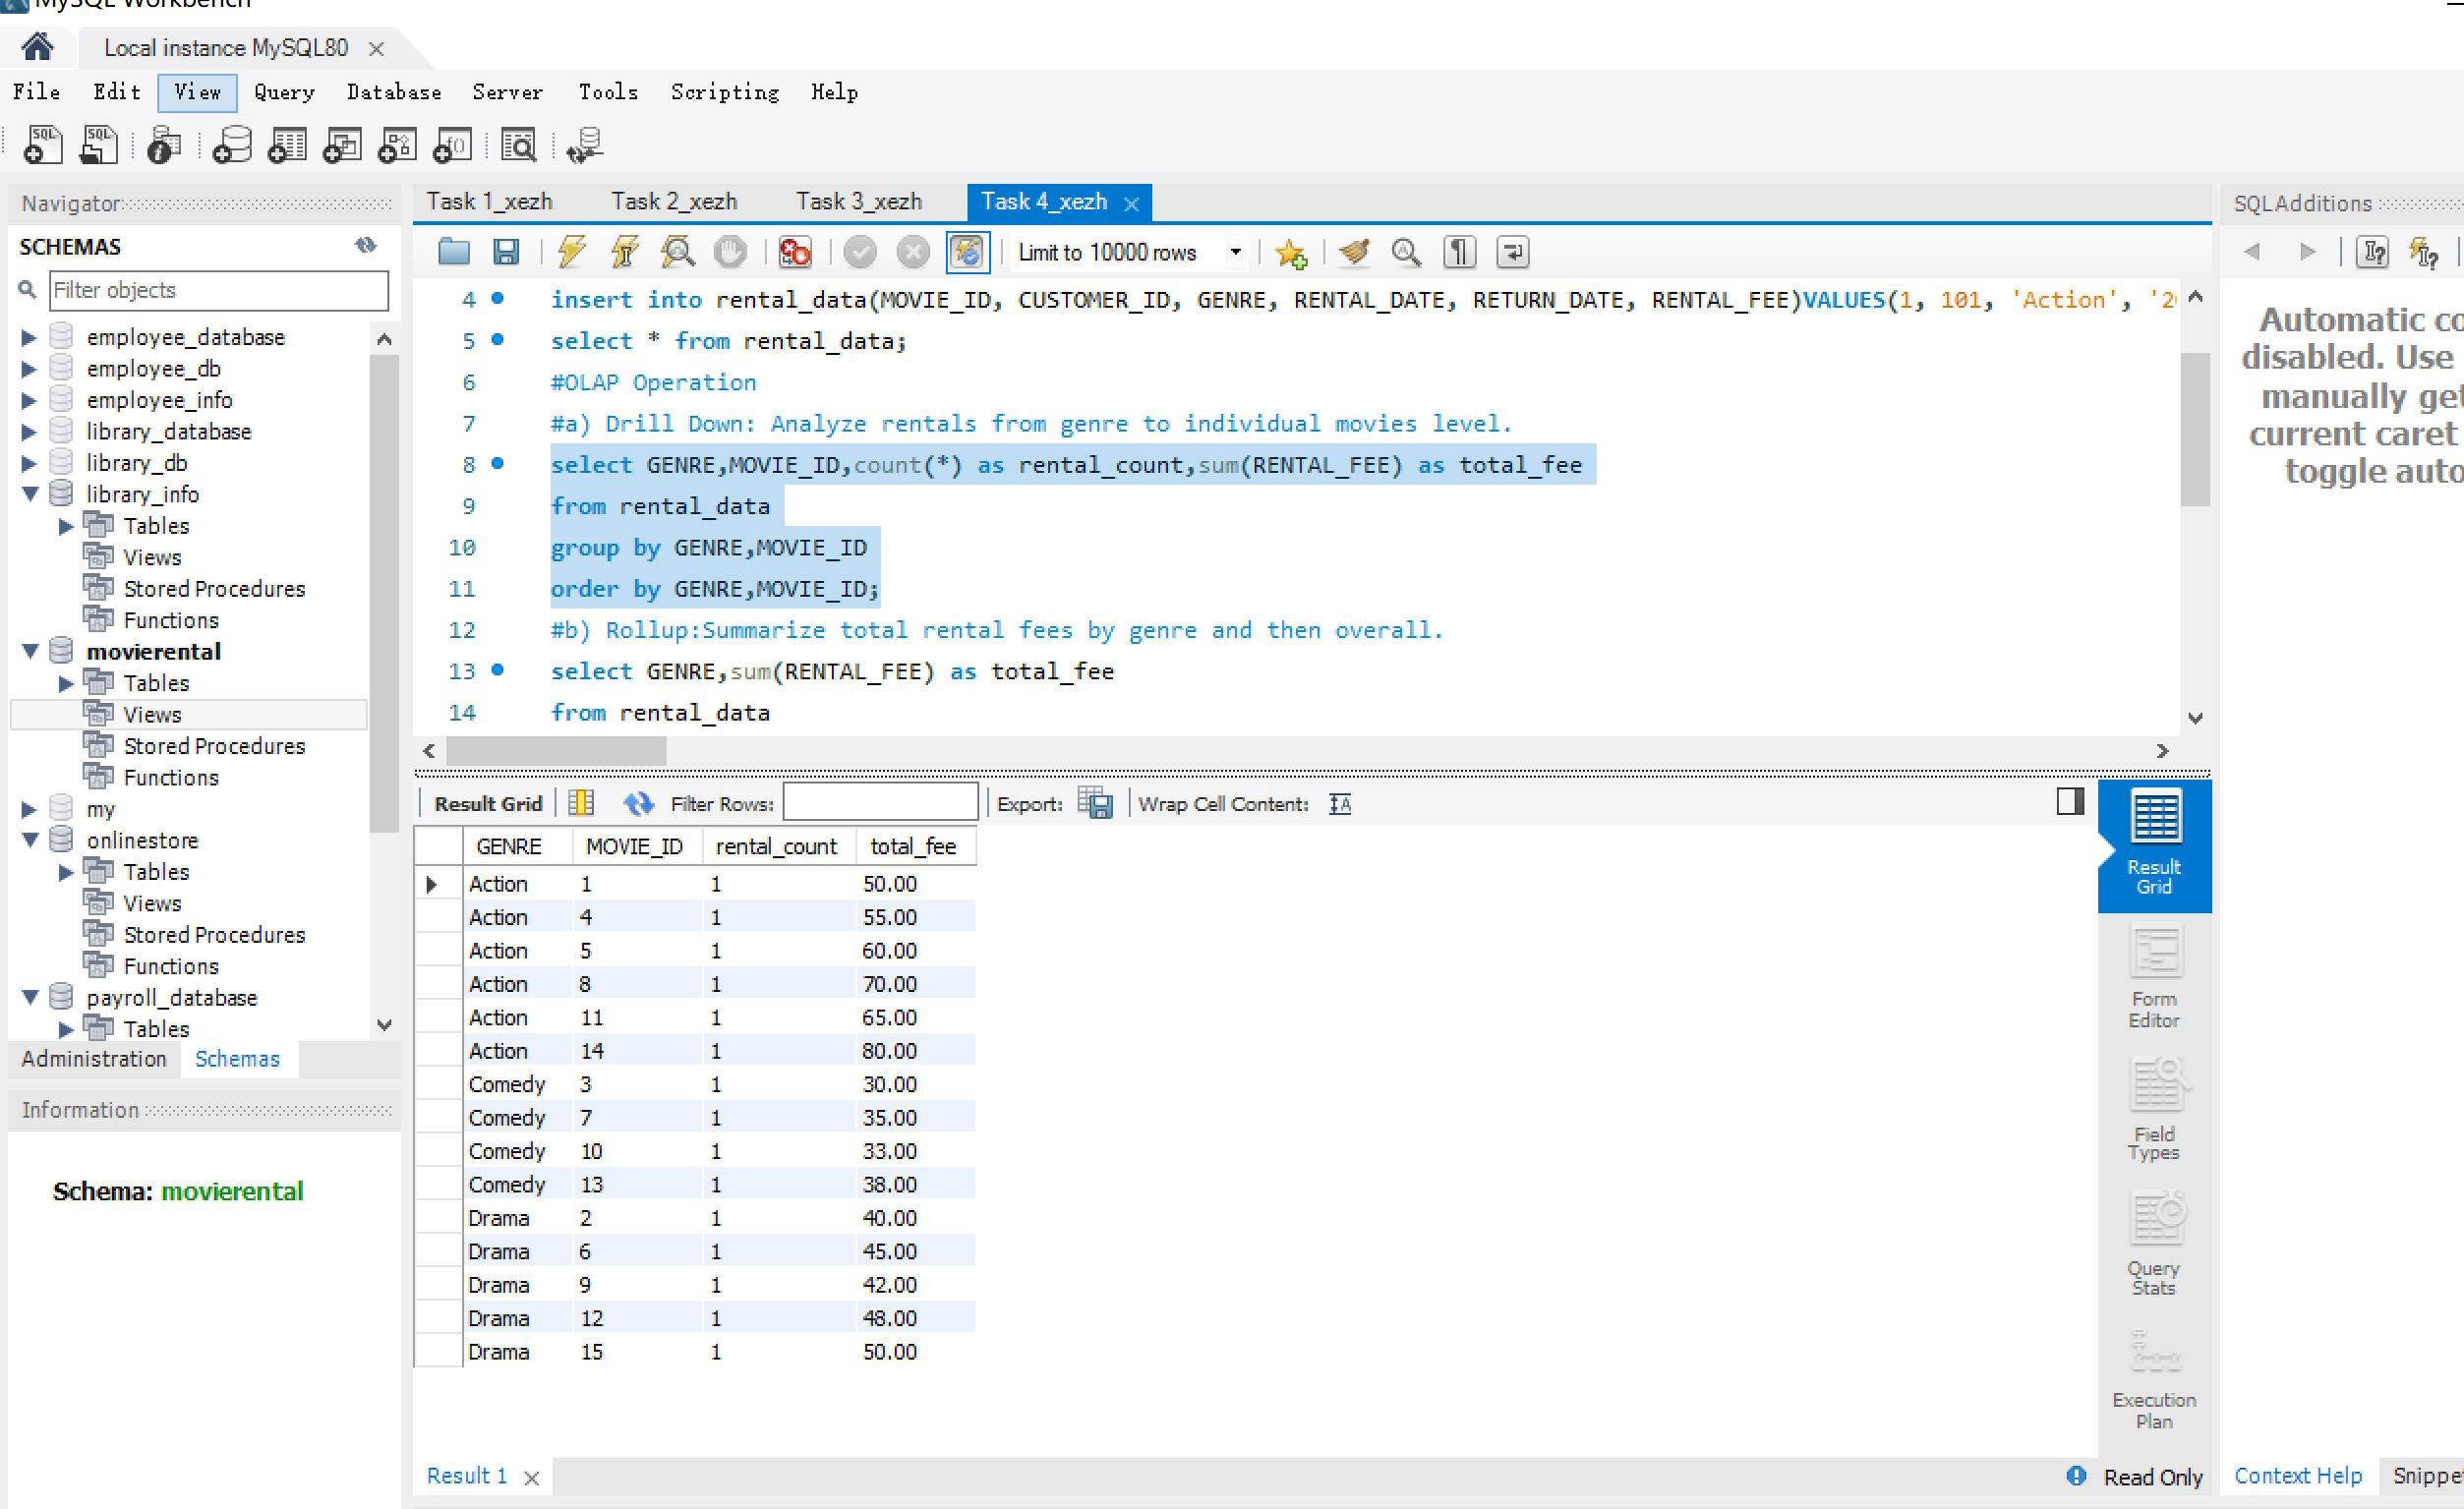 MySQL Workbench
Local instance MySQL80
File Edit View Query Database Server Tools Scripting Help
Navigator
SCHEMAS
Filter objects
employee_database
employee_db
employee_info
library_database
library_db
library_info
Tables
Views
Stored Procedures
Functions
movierental
Tables
Views
Stored Procedures
Functions
my
onlinestore
Tables
Views
Stored Procedures
Functions
payroll_database
Tables
Administration Schemas
Information
Schema: movierental
Task 1_xezh Task 2_xezh Task 3_xezh Task 4_xezh
Limit to 10000 rows
4 insert into rental_data(MOVIE_ID, CUSTOMER_ID, GENRE, RENTAL_DATE, RETURN_DATE, RENTAL_FEE)VALUES(1, 101, 'Action', '2
5 select * from rental_data;
6 #OLAP Operation
7 #a) Drill Down: Analyze rentals from genre to individual movies level.
8 select GENRE,MOVIE_ID,count(*) as rental_count,sum(RENTAL_FEE) as total_fee
9 from rental_data
10 group by GENRE,MOVIE_ID
11 order by GENRE,MOVIE_ID;
12 #b) Rollup:Summarize total rental fees by genre and then overall.
13 select GENRE,sum(RENTAL_FEE) as total_fee
14 from rental_data
Result Grid Filter Rows: Export: Wrap Cell Content:
GENRE MOVIE_ID rental_count total_fee
Action 1 1 50.00
Action 4 1 55.00
Action 5 1 60.00
Action 8 1 70.00
Action 11 1 65.00
Action 14 1 80.00
Comedy 3 1 30.00
Comedy 7 1 35.00
Comedy 10 1 33.00
Comedy 13 1 38.00
Drama 2 1 40.00
Drama 6 1 45.00
Drama 9 1 42.00
Drama 12 1 48.00
Drama 15 1 50.00
Result
Grid
Form
Editor
Field
Types
Query
Stats
Execution
Plan
Result 1
Read Only
SQLAdditions
Automatic co
disabled. Use
manually get
current caret
toggle auto
Context Help Snippe